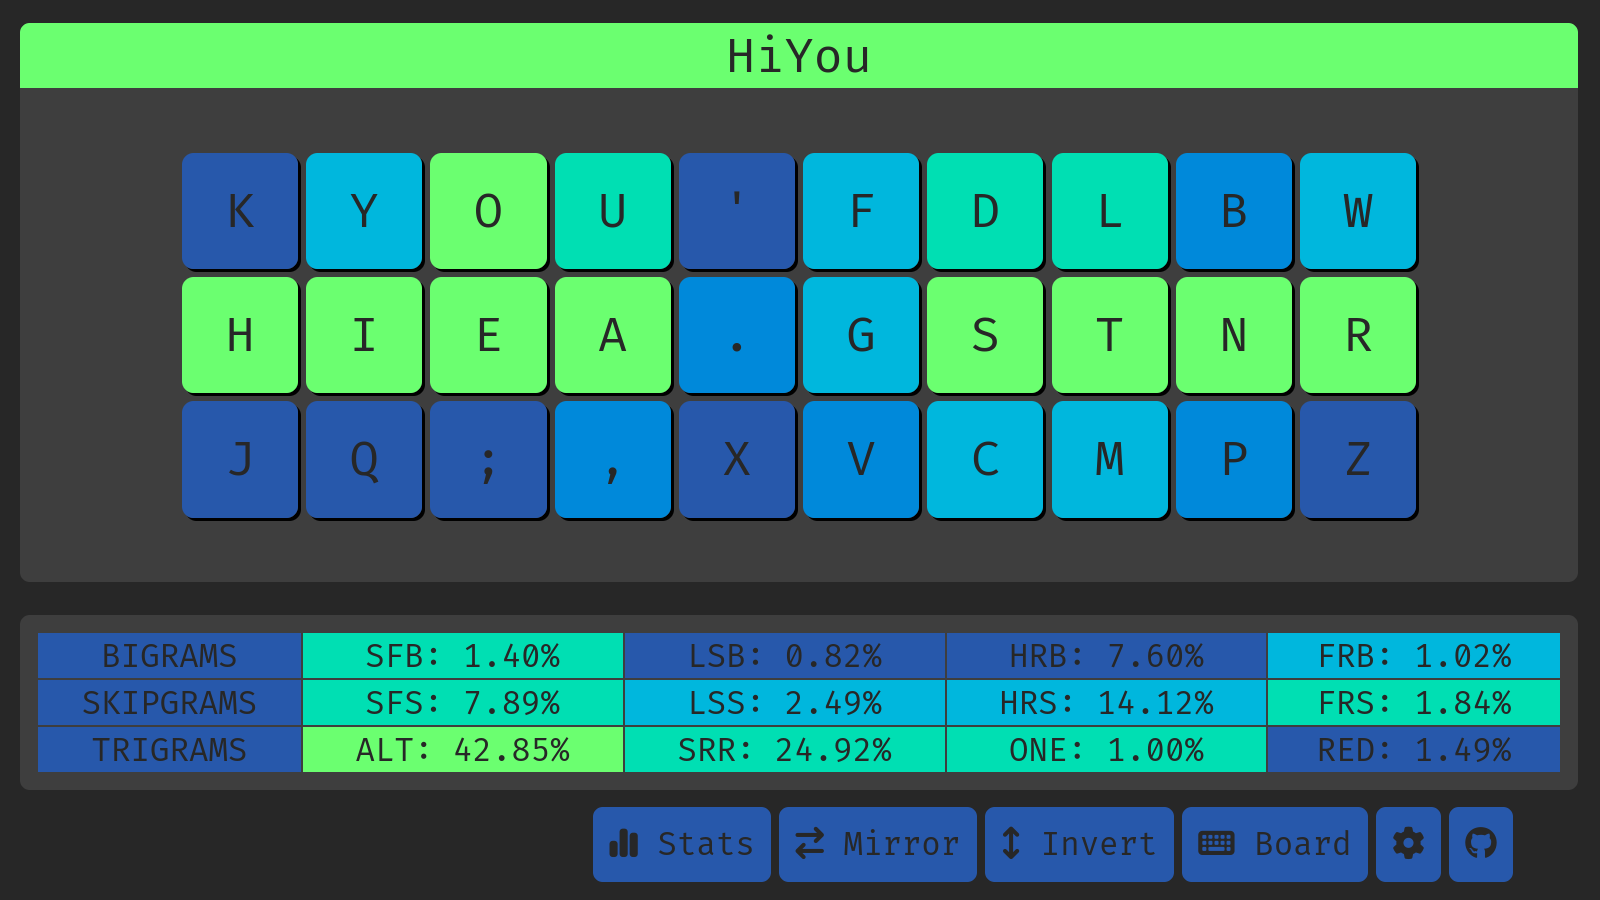 HiYou
K Y O U ' F D L B W
H I E A . G S T N R
J Q ; , X V C M P Z
BIGRAMS SFB: 1.40% LSB: 0.82% HRB: 7.60% FRB: 1.02%
SKIPGRAMS SFS: 7.89% LSS: 2.49% HRS: 14.12% FRS: 1.84%
TRIGRAMS ALT: 42.85% SRR: 24.92% ONE: 1.00% RED: 1.49%
Stats Mirror Invert Board